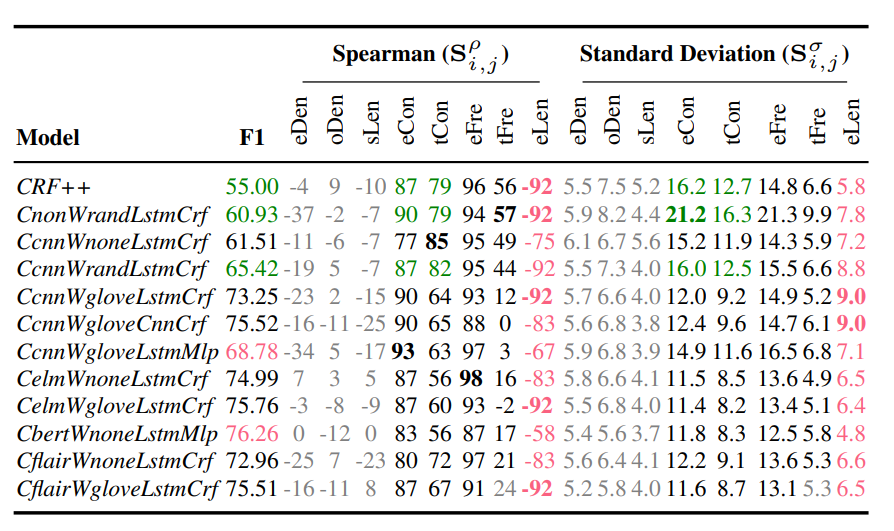 Spearman (S^ρ_{i,j}) Standard Deviation (S^σ_{i,j})
Model F1 eDen oDen sLen eCon tCon eFre tFre eLen eDen oDen sLen eCon tCon eFre tFre eLen
CRF++ 55.00 -4 9 -10 87 79 96 56 -92 5.5 7.5 5.2 16.2 12.7 14.8 6.6 5.8
CnonWrandLstmCrf 60.93 -37 -2 -7 90 79 94 57 -92 5.9 8.2 4.4 21.2 16.3 21.3 9.9 7.8
CcnnWnoneLstmCrf 61.51 -11 -6 -7 77 85 95 49 -75 6.1 6.7 5.6 15.2 11.9 14.3 5.9 7.2
CcnnWrandLstmCrf 65.42 -19 5 -7 87 82 95 44 -92 5.5 7.3 4.0 16.0 12.5 15.5 6.6 8.8
CcnnWgloveLstmCrf 73.25 -23 2 -15 90 64 93 12 -92 5.7 6.6 4.0 12.0 9.2 14.9 5.2 9.0
CcnnWgloveCnnCrf 75.52 -16 -11 -25 90 65 88 0 -83 5.6 6.8 3.8 12.4 9.6 14.7 6.1 9.0
CcnnWgloveLstmMlp 68.78 -34 5 -17 93 63 97 3 -67 5.9 6.8 3.9 14.9 11.6 16.5 6.8 7.1
CelmWnoneLstmCrf 74.99 7 3 5 87 56 98 16 -83 5.8 6.6 4.1 11.5 8.5 13.6 4.9 6.5
CelmWgloveLstmCrf 75.76 -3 -8 -9 87 60 93 -2 -92 5.5 6.8 4.0 11.4 8.2 13.4 5.1 6.4
CbertWnoneLstmMlp 76.26 0 -12 0 83 56 87 17 -58 5.4 5.6 3.7 11.8 8.3 12.5 5.8 4.8
CflairWnoneLstmCrf 72.96 -25 7 -23 80 72 97 21 -83 5.6 6.4 4.1 12.2 9.1 13.6 5.3 6.6
CflairWgloveLstmCrf 75.51 -16 -11 8 87 67 91 24 -92 5.2 5.8 4.0 11.6 8.7 13.1 5.3 6.5